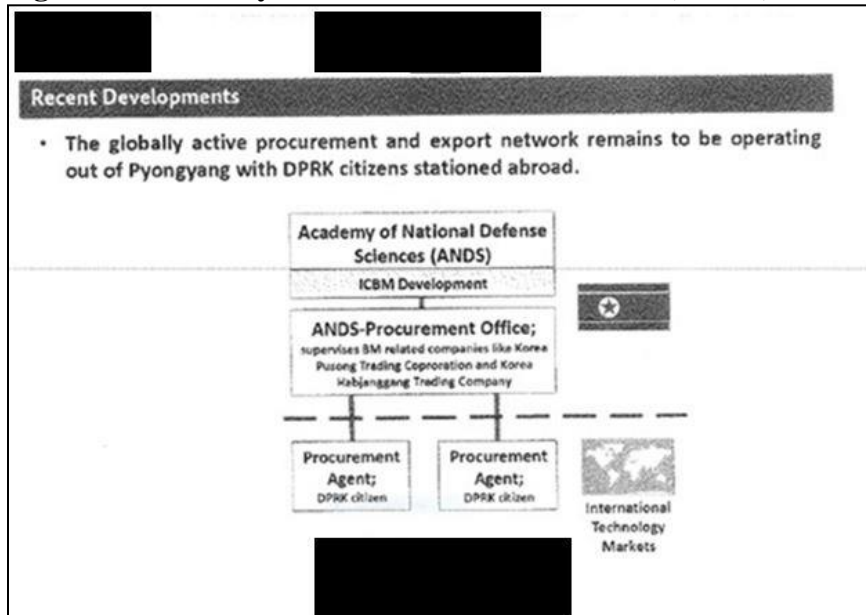 Recent Developments
• The globally active procurement and export network remains to be operating
out of Pyongyang with DPRK citizens stationed abroad.
Academy of National Defense
Sciences (ANDS)
ICBM Development
ANDS-Procurement Office;
supervises BM related companies like Korea
Pusong Trading Coproration and Korea
Habjanggang Trading Company
Procurement
Agent;
DPRK citizen
Procurement
Agent;
DPRK citizen
International
Technology
Markets